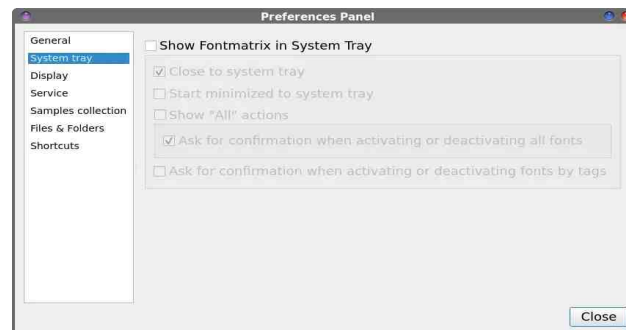 Preferences Panel
General
System tray
Display
Service
Samples collection
Files & Folders
Shortcuts
Show Fontmatrix in System Tray
Close to system tray
Start minimized to system tray
Show "All" actions
Ask for confirmation when activating or deactivating all fonts
Ask for confirmation when activating or deactivating fonts by tags
Close